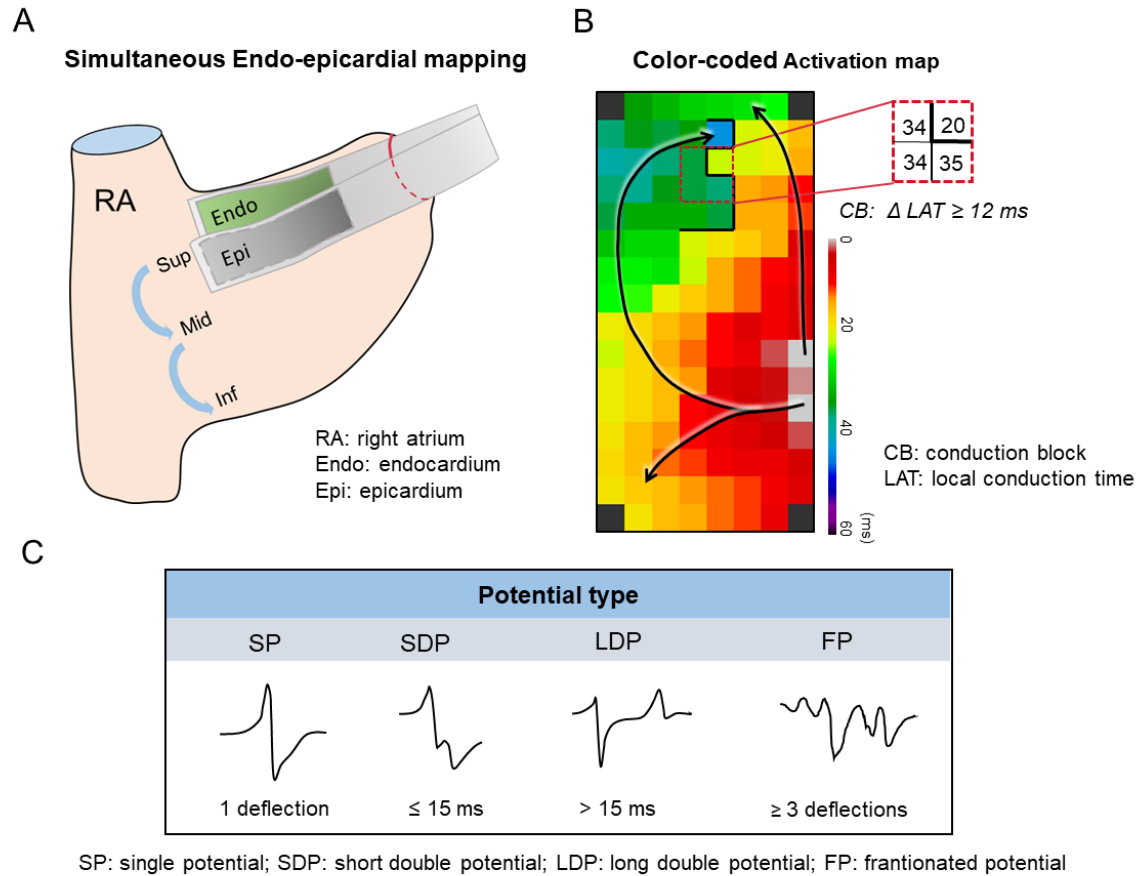 A
Simultaneous Endo-epicardial mapping
RA
Endo
Epi
Sup
Mid
Inf
RA: right atrium
Endo: endocardium
Epi: epicardium
B
Color-coded Activation map
34 20
34 35
CB: Δ LAT ≥ 12 ms
0
20
40
60
(ms)
CB: conduction block
LAT: local conduction time
C
Potential type
SP SDP LDP FP
1 deflection ≤ 15 ms > 15 ms ≥ 3 deflections
SP: single potential; SDP: short double potential; LDP: long double potential; FP: frantionated potential